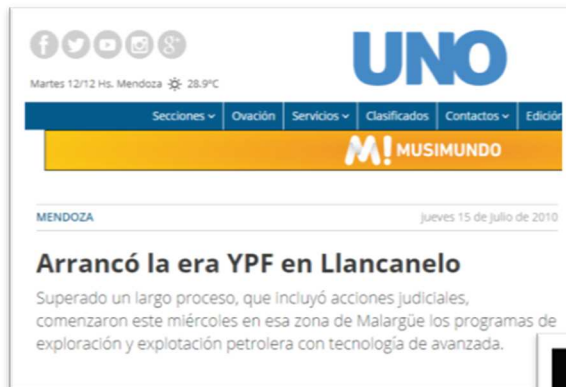 UNO
Martes 12/12 Hs. Mendoza 28.9°C
Secciones Ovación Servicios Clasificados Contactos Edición
M! MUSIMUNDO
MENDOZA jueves 15 de julio de 2010
Arrancó la era YPF en Llancanelo
Superado un largo proceso, que incluyó acciones judiciales,
comenzaron este miércoles en esa zona de Malargüe los programas de
exploración y explotación petrolera con tecnología de avanzada.